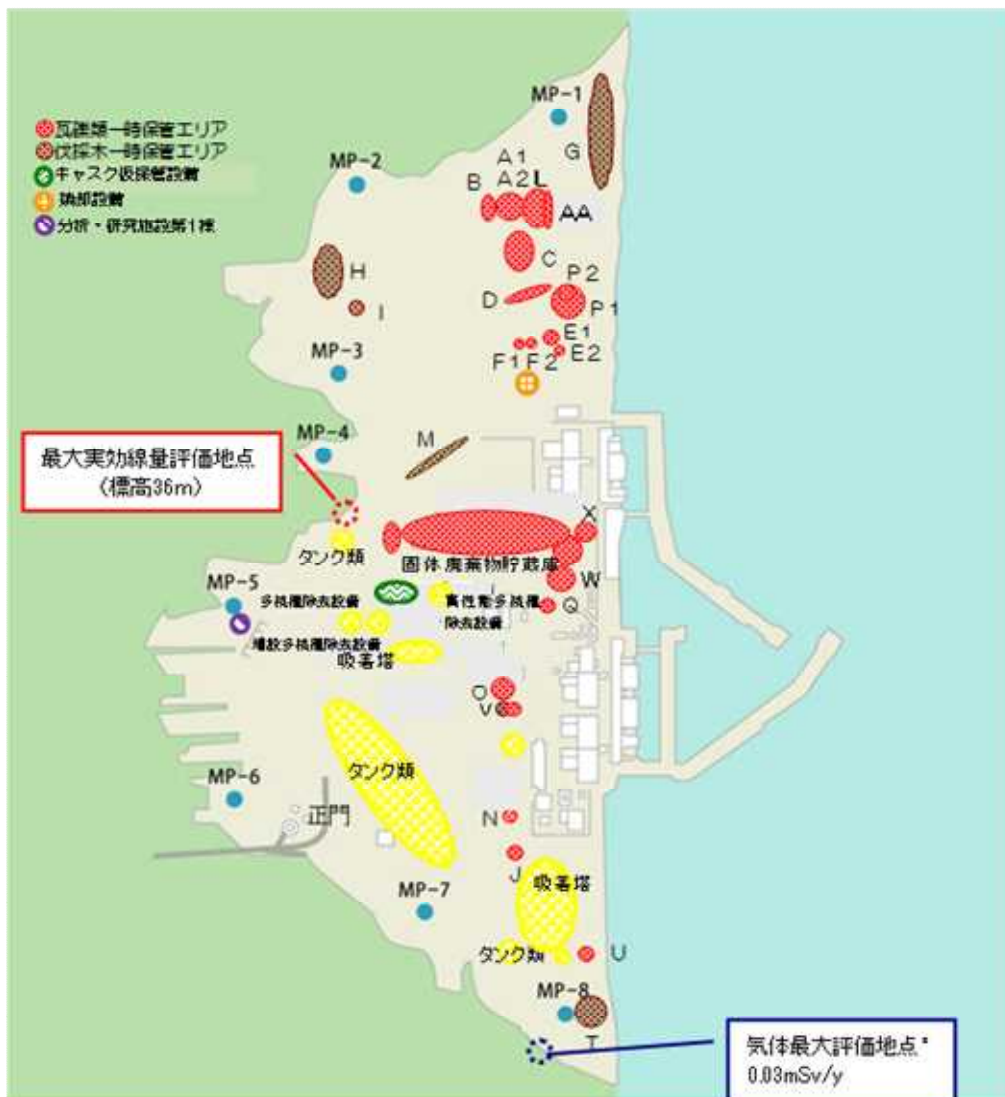 MP-1
瓦礫類一時保管エリア
伐採木一時保管エリア
キャスク仮保管設備
焼却設備
分析・研究施設第1棟
G
A1
MP-2
A2 L
B
AA
C
H
P2
D
I
P1
E1
MP-3
F1 F2
E2
MP-4
M
最大実効線量評価地点
(標高36m)
X
タンク類
固体廃棄物貯蔵庫
W
MP-5
多核種除去設備
高性能多核種
除去設備
Q
増設多核種除去設備
吸着塔
O
V
タンク類
MP-6
正門
N
J
吸着塔
MP-7
タンク類
U
MP-8
T
気体最大評価地点*
0.03mSv/y